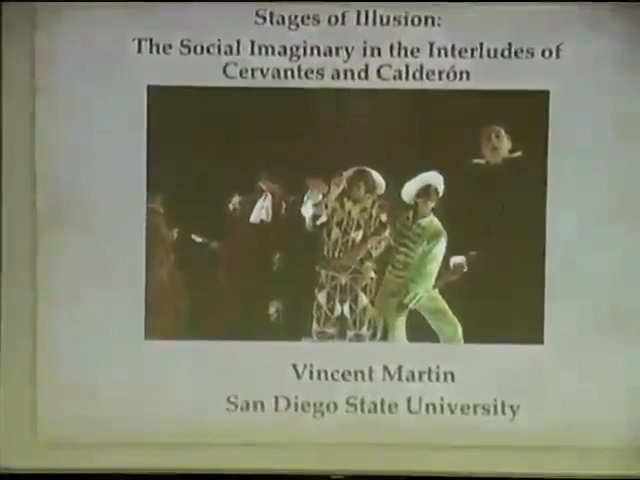 Stages of Illusion:
The Social Imaginary in the Interludes of
Cervantes and Calderón
Vincent Martin
San Diego State University